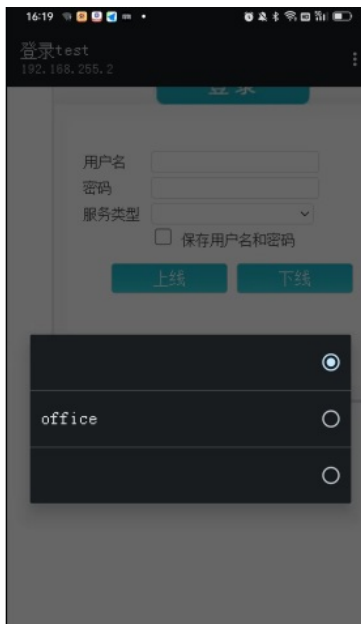 16:19
登录test
192.168.255.2
登 录
用户名
密码
服务类型
保存用户名和密码
上线 下线
office